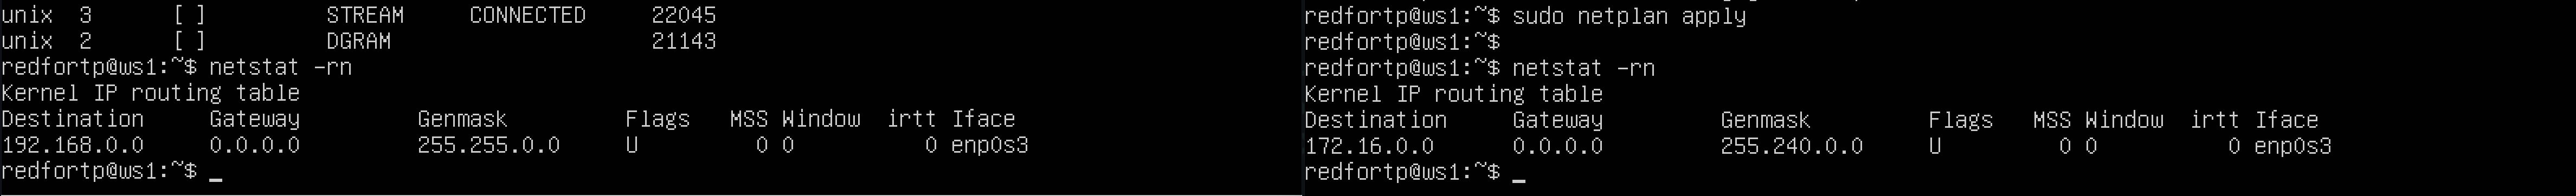 unix  3      [ ]         STREAM     CONNECTED     22045
unix  2      [ ]         DGRAM                    21143
redfortp@ws1:~$ netstat -rn
Kernel IP routing table
Destination     Gateway         Genmask         Flags   MSS Window  irtt Iface
192.168.0.0     0.0.0.0         255.255.0.0     U         0 0          0 enp0s3
redfortp@ws1:~$ _
redfortp@ws1:~$ sudo netplan apply
redfortp@ws1:~$
redfortp@ws1:~$ netstat -rn
Kernel IP routing table
Destination     Gateway         Genmask         Flags   MSS Window  irtt Iface
172.16.0.0      0.0.0.0         255.240.0.0     U         0 0          0 enp0s3
redfortp@ws1:~$ _